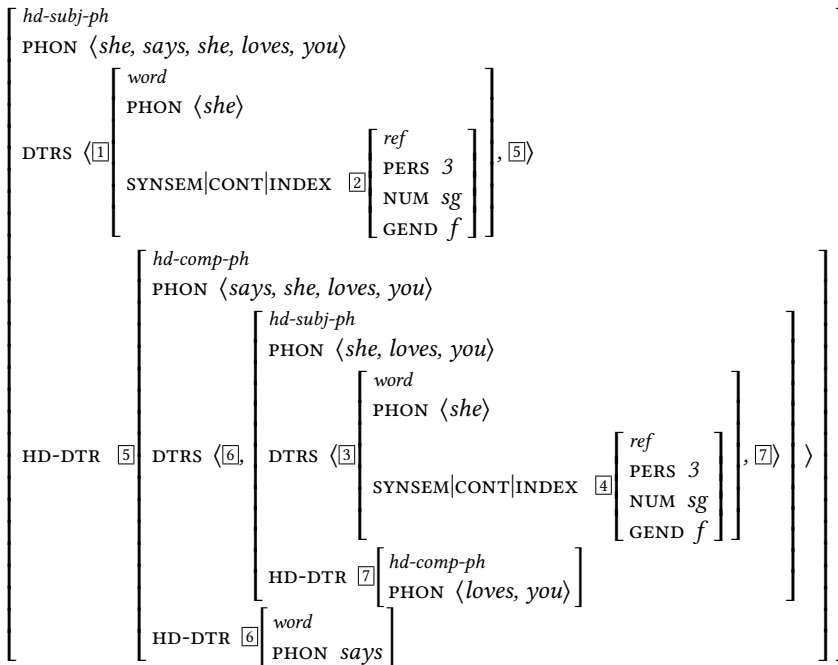 hd-subj-ph
PHON ⟨she, says, she, loves, you⟩
word
PHON ⟨she⟩
DTRS ⟨1
SYNSEM|CONT|INDEX 2
ref
PERS 3
NUM sg
GEND f
, 5⟩
hd-comp-ph
PHON ⟨says, she, loves, you⟩
hd-subj-ph
PHON ⟨she, loves, you⟩
word
PHON ⟨she⟩
HD-DTR 5 DTRS ⟨6, DTRS ⟨3
SYNSEM|CONT|INDEX 4
ref
PERS 3
NUM sg
GEND f
, 7⟩ ⟩
HD-DTR 7
hd-comp-ph
PHON ⟨loves, you⟩
HD-DTR 6
word
PHON says